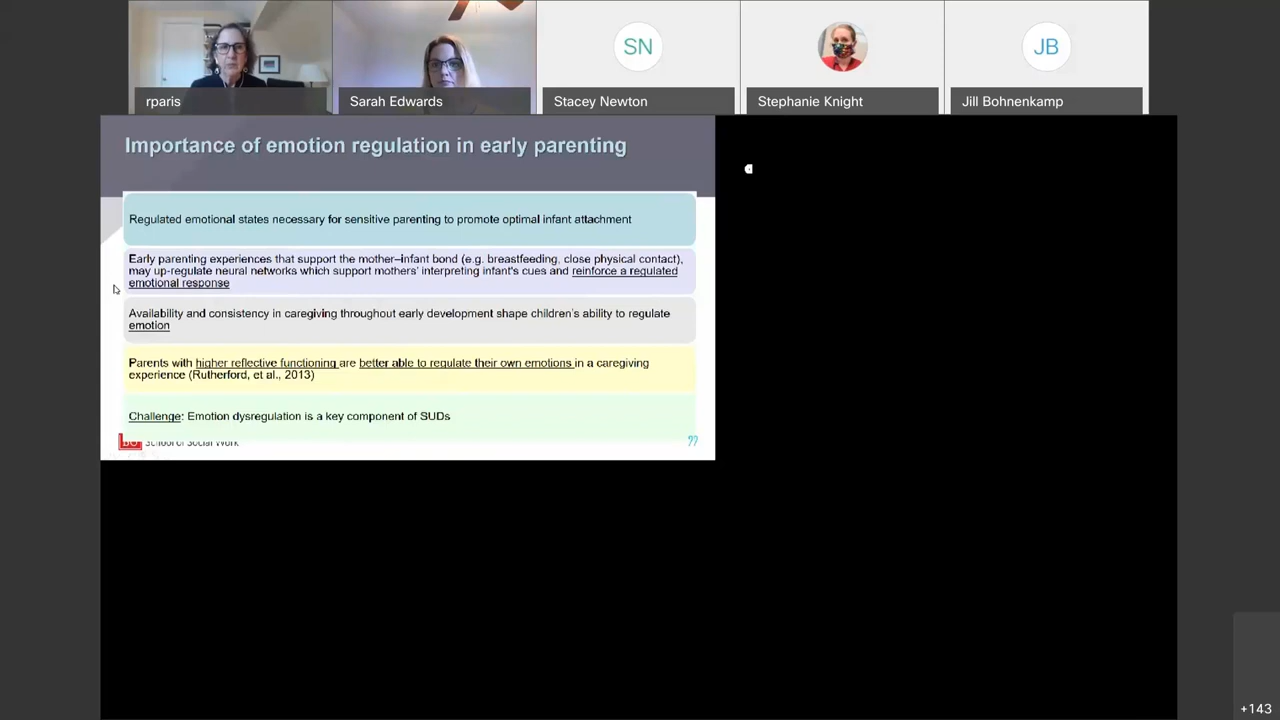 rparis
Sarah Edwards
SN
Stacey Newton
Stephanie Knight
JB
Jill Bohnenkamp
Importance of emotion regulation in early parenting
Regulated emotional states necessary for sensitive parenting to promote optimal infant attachment
Early parenting experiences that support the mother–infant bond (e.g. breastfeeding, close physical contact),
may up-regulate neural networks which support mothers' interpreting infant's cues and reinforce a regulated
emotional response
Availability and consistency in caregiving throughout early development shape children's ability to regulate
emotion
Parents with higher reflective functioning are better able to regulate their own emotions in a caregiving
experience (Rutherford, et al., 2013)
Challenge: Emotion dysregulation is a key component of SUDs
BU School of Social Work
+143